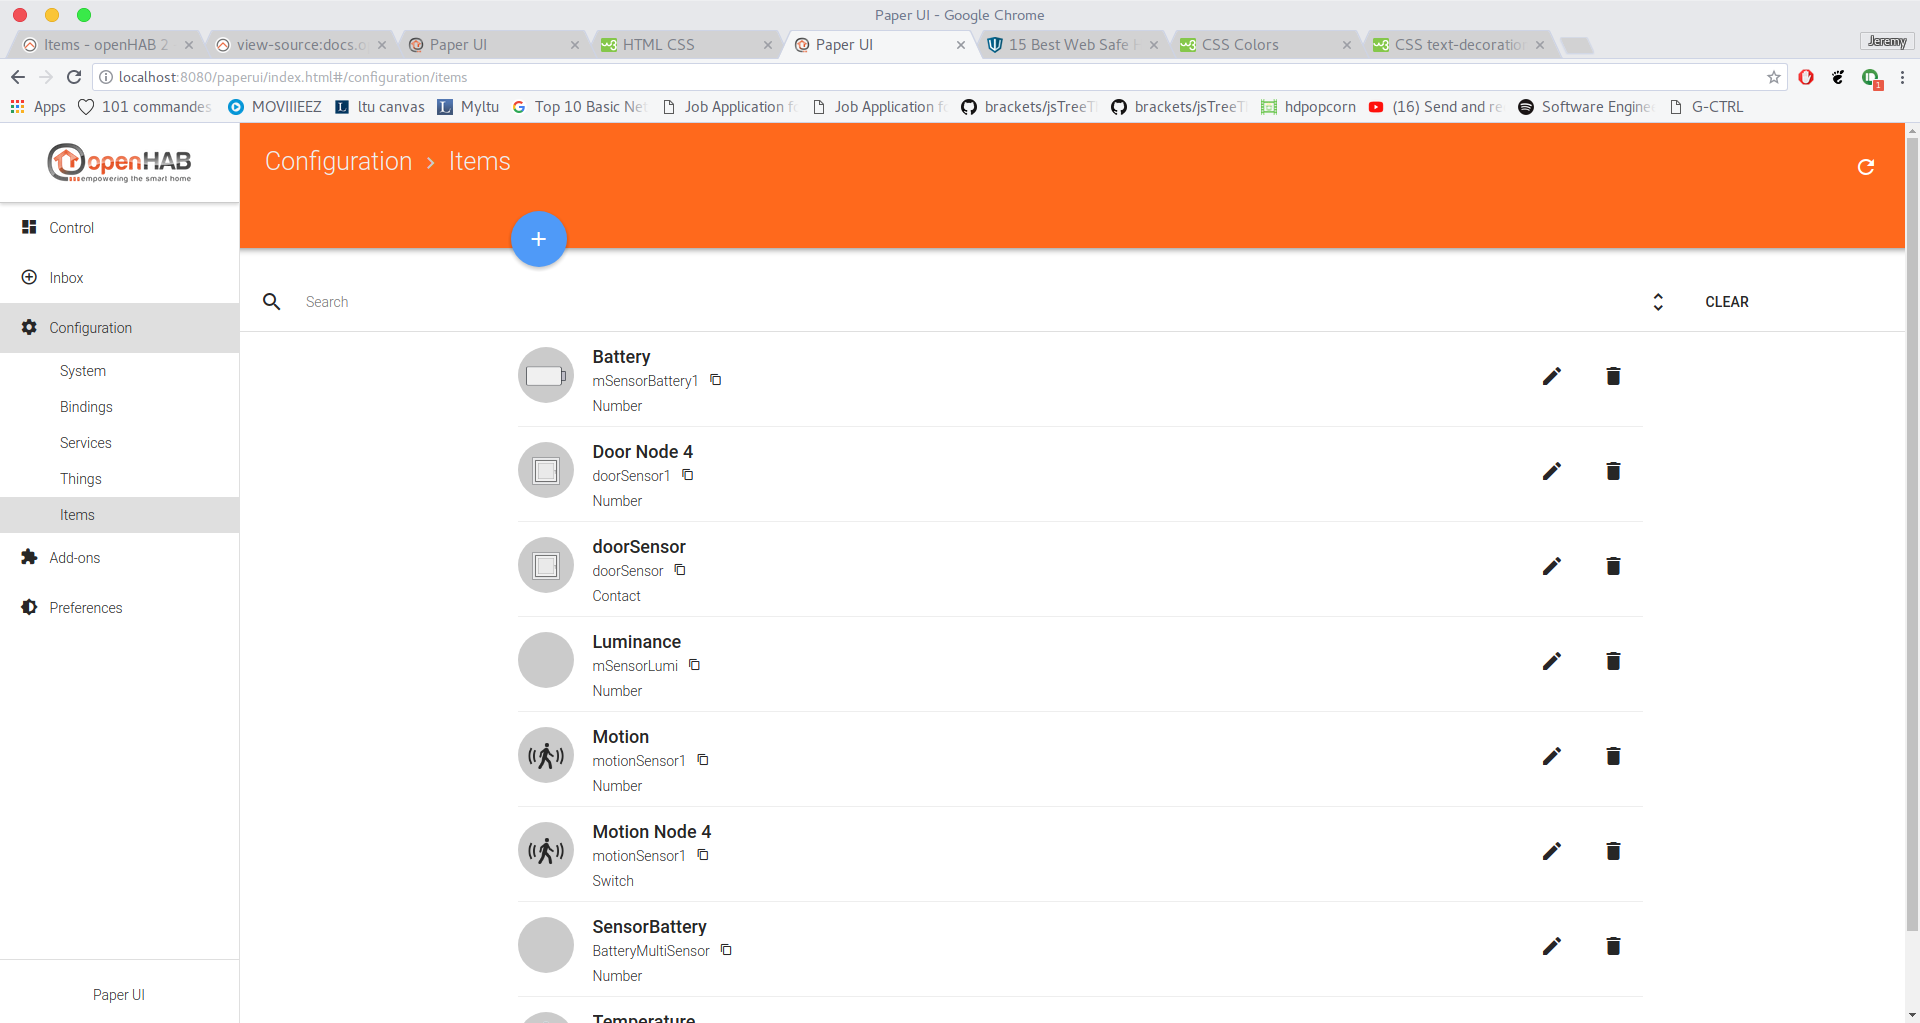 Paper UI - Google Chrome
Items - openHAB 2
view-source:docs.o
Paper UI
HTML CSS
Paper UI
15 Best Web Safe
CSS Colors
CSS text-decoratio
Jeremy
localhost:8080/paperui/index.html#/configuration/items
Apps
101 commandes
MOVIIIEEZ
ltu canvas
Myltu
Top 10 Basic Net
Job Application fo
Job Application fo
brackets/jsTreeT
brackets/jsTreeT
hdpopcorn
(16) Send and re
Software Engine
G-CTRL
openHAB
empowering the smart home
Configuration > Items
Control
Inbox
Configuration
System
Bindings
Services
Things
Items
Add-ons
Preferences
Paper UI
Search
CLEAR
Battery
mSensorBattery1
Number
Door Node 4
doorSensor1
Number
doorSensor
doorSensor
Contact
Luminance
mSensorLumi
Number
Motion
motionSensor1
Number
Motion Node 4
motionSensor1
Switch
SensorBattery
BatteryMultiSensor
Number
Temperature